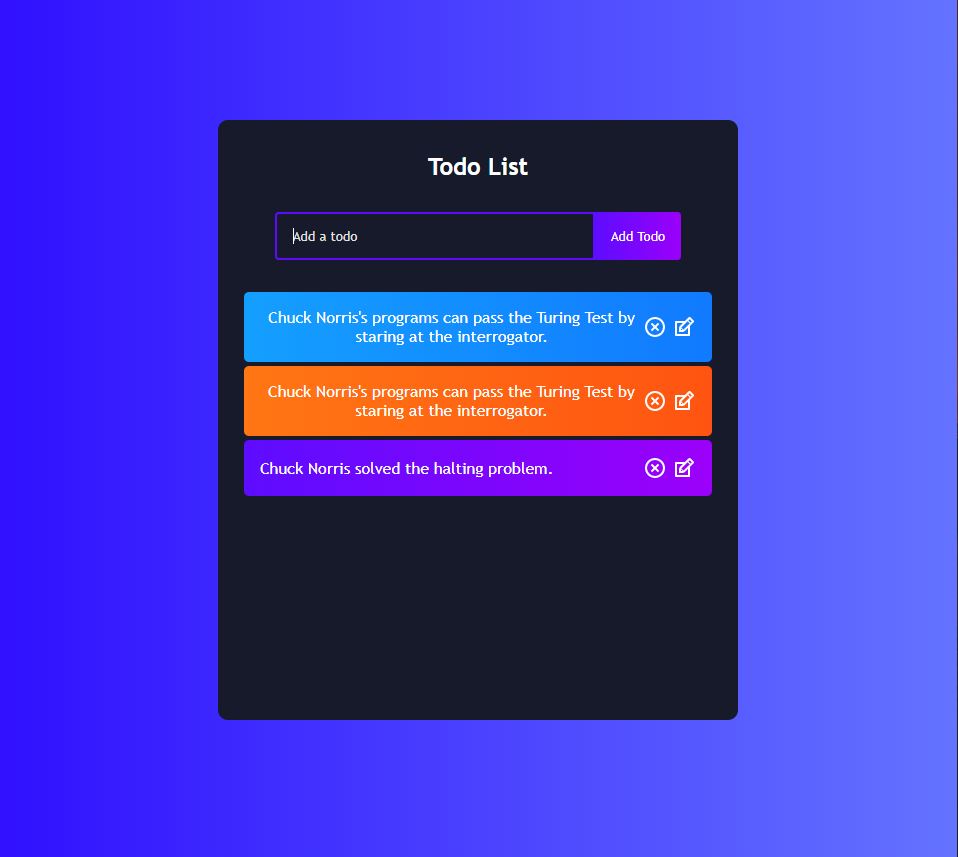 Todo List
Add a todo
Add Todo
Chuck Norris's programs can pass the Turing Test by
staring at the interrogator.
Chuck Norris's programs can pass the Turing Test by
staring at the interrogator.
Chuck Norris solved the halting problem.